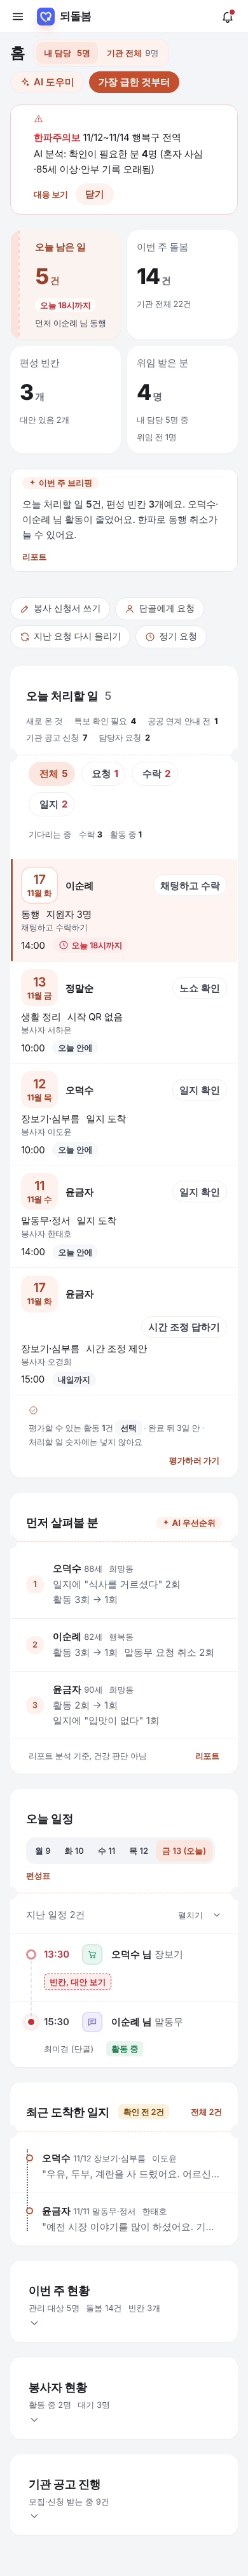 되돌봄
홈
내 담당 5명
기관 전체 9명
AI 도우미
가장 급한 것부터
한파주의보 11/12~11/14 행복구 전역
AI 분석: 확인이 필요한 분 4명 (혼자 사심
·85세 이상·안부 기록 오래됨)
대응 보기
닫기
오늘 남은 일
5건
오늘 18시까지
먼저 이순례 님 동행
이번 주 돌봄
14건
기관 전체 22건
편성 빈칸
3개
대안 있음 2개
위임 받은 분
4명
내 담당 5명 중
위임 전 1명
이번 주 브리핑
오늘 처리할 일 5건, 편성 빈칸 3개예요. 오덕수·
이순례 님 활동이 줄었어요. 한파로 동행 취소가
늘 수 있어요.
리포트
봉사 신청서 쓰기
단골에게 요청
지난 요청 다시 올리기
정기 요청
오늘 처리할 일 5
새로 온 것 특보 확인 필요 4 공공 연계 안내 전 1
기관 공고 신청 7 담당자 요청 2
전체 5
요청 1
수락 2
일지 2
기다리는 중 수락 3 활동 중 1
17
11월 화
이순례
채팅하고 수락
동행 지원자 3명
채팅하고 수락하기
14:00
오늘 18시까지
13
11월 금
정말순
노쇼 확인
생활 정리 시작 QR 없음
봉사자 서하은
10:00
오늘 안에
12
11월 목
오덕수
일지 확인
장보기·심부름 일지 도착
봉사자 이도윤
10:00
오늘 안에
11
11월 수
윤금자
일지 확인
말동무·정서 일지 도착
봉사자 한태호
14:00
오늘 안에
17
11월 화
윤금자
시간 조정 답하기
장보기·심부름 시간 조정 제안
봉사자 오경희
15:00
내일까지
평가할 수 있는 활동 1건 선택 · 완료 뒤 3일 안 ·
처리할 일 숫자에는 넣지 않아요
평가하러 가기
먼저 살펴볼 분
AI 우선순위
1
오덕수 88세 희망동
일지에 "식사를 거르셨다" 2회
활동 3회 → 1회
2
이순례 82세 행복동
활동 3회 → 1회 말동무 요청 취소 2회
3
윤금자 90세 희망동
활동 2회 → 1회
일지에 "입맛이 없다" 1회
리포트 분석 기준, 건강 판단 아님
리포트
오늘 일정
월 9
화 10
수 11
목 12
금 13 (오늘)
편성표
지난 일정 2건
펼치기
13:30
오덕수 님 장보기
빈칸, 대안 보기
15:30
이순례 님 말동무
최미경 (단골)
활동 중
최근 도착한 일지
확인 전 2건
전체 2건
오덕수 11/12 장보기·심부름 이도윤
"우유, 두부, 계란을 사 드렸어요. 어르신...
윤금자 11/11 말동무·정서 한태호
"예전 시장 이야기를 많이 하셨어요. 기...
이번 주 현황
관리 대상 5명 돌봄 14건 빈칸 3개
봉사자 현황
활동 중 2명 대기 3명
기관 공고 진행
모집·신청 받는 중 9건